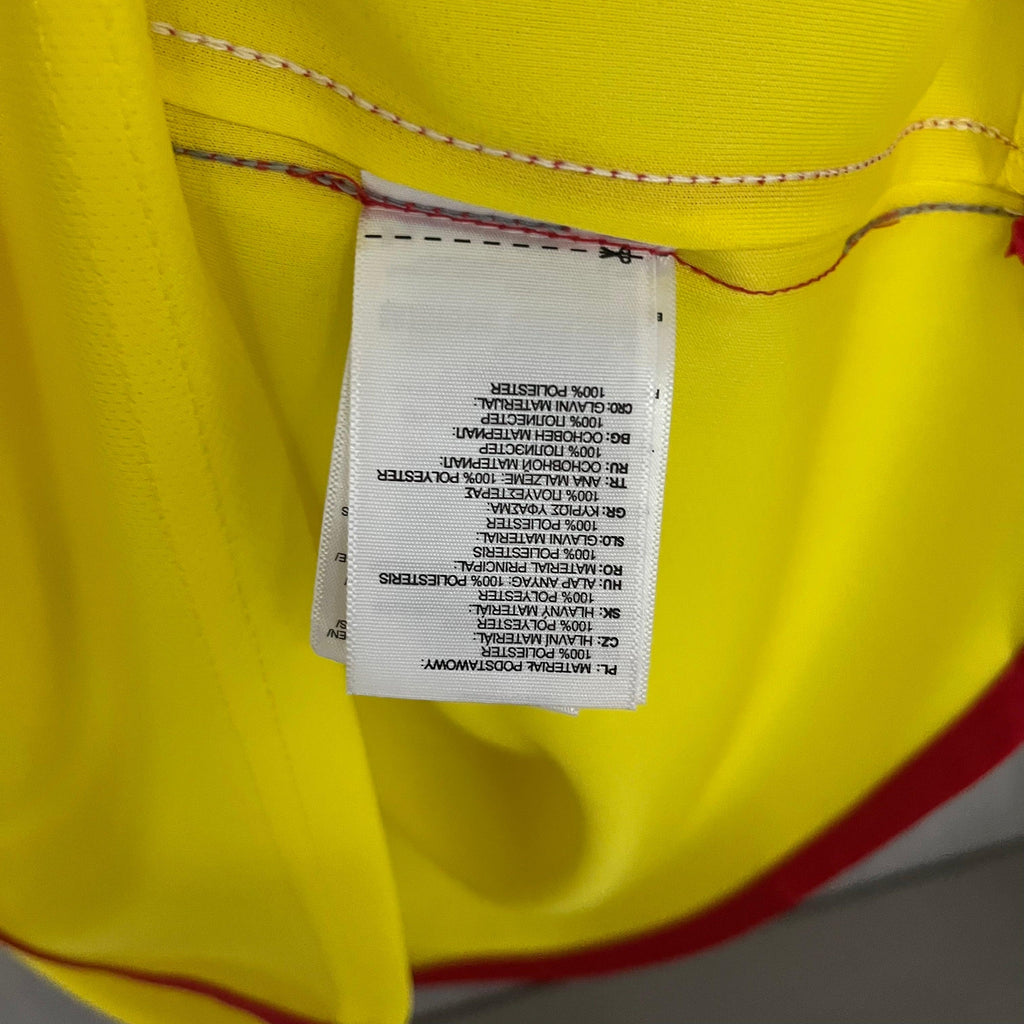 PL: MATERIAŁ PODSTAWOWY:
100% POLIESTER
CZ: HLAVNÍ MATERIÁL:
100% POLYESTER
SK: HLAVNÝ MATERIÁL:
100% POLYESTER
HU: ALAP ANYAG: 100% POLIESTERIS
RO: MATERIAL PRINCIPAL:
100% POLIESTERIS
SLO: GLAVNI MATERIAL:
100% POLIESTER
GR: ΚΥΡΙΩΣ ΥΦΑΣΜΑ:
100% ΠΟΛΥΕΣΤΕΡΑΣ
TR: ANA MALZEME: 100% POLYESTER
RU: ОСНОВНОЙ МАТЕРИАЛ:
100% ПОЛИЭСТЕР
BG: ОСНОВЕН МАТЕРИАЛ:
100% ПОЛИЕСТЕР
CRO: GLAVNI MATERIJAL:
100% POLIESTER